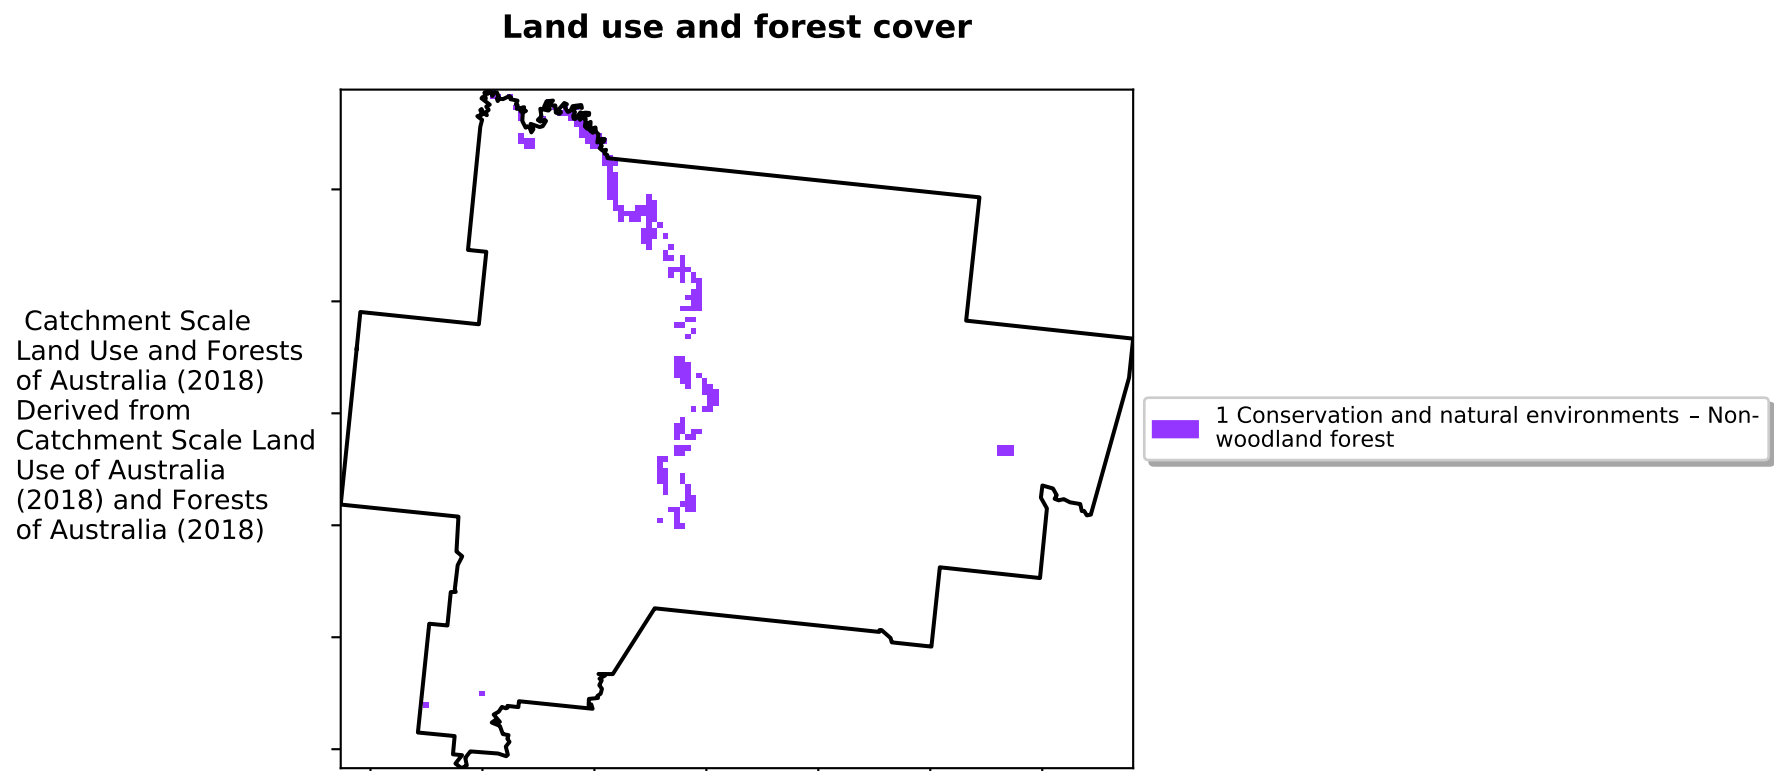 Land use and forest cover
Catchment Scale
Land Use and Forests
of Australia (2018)
Derived from
Catchment Scale Land
Use of Australia
(2018) and Forests
of Australia (2018)
1 Conservation and natural environments – Non-
woodland forest